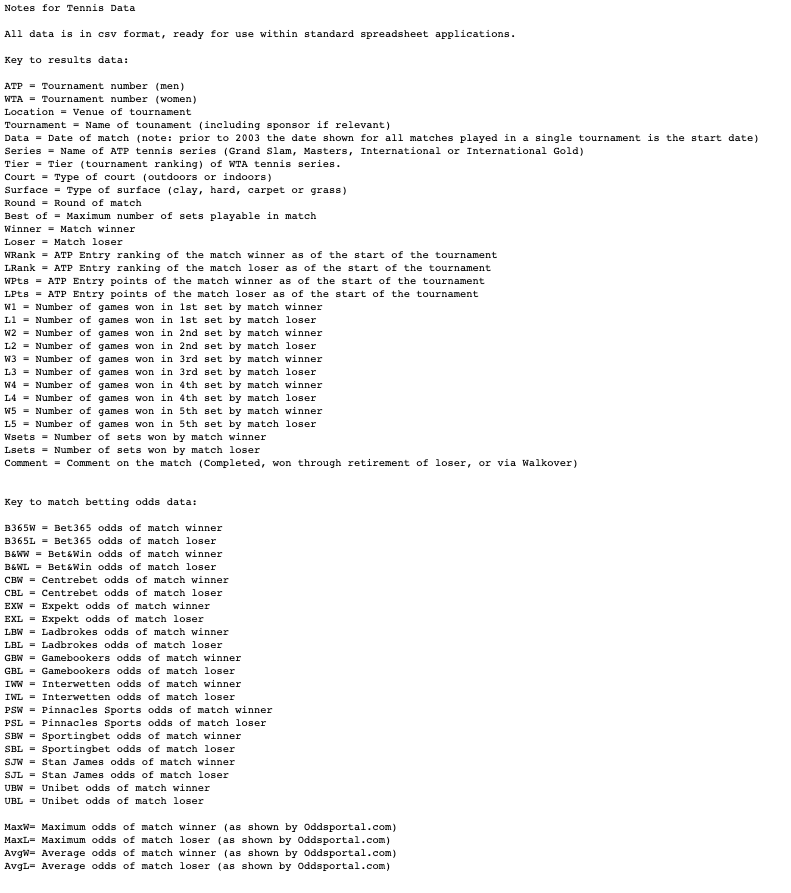 Notes for Tennis Data
All data is in csv format, ready for use within standard spreadsheet applications.
Key to results data:
ATP = Tournament number (men)
WTA = Tournament number (women)
Location = Venue of tournament
Tournament = Name of tounament (including sponsor if relevant)
Data = Date of match (note: prior to 2003 the date shown for all matches played in a single tournament is the start date)
Series = Name of ATP tennis series (Grand Slam, Masters, International or International Gold)
Tier = Tier (tournament ranking) of WTA tennis series.
Court = Type of court (outdoors or indoors)
Surface = Type of surface (clay, hard, carpet or grass)
Round = Round of match
Best of = Maximum number of sets playable in match
Winner = Match winner
Loser = Match loser
WRank = ATP Entry ranking of the match winner as of the start of the tournament
LRank = ATP Entry ranking of the match loser as of the start of the tournament
WPts = ATP Entry points of the match winner as of the start of the tournament
LPts = ATP Entry points of the match loser as of the start of the tournament
W1 = Number of games won in 1st set by match winner
L1 = Number of games won in 1st set by match loser
W2 = Number of games won in 2nd set by match winner
L2 = Number of games won in 2nd set by match loser
W3 = Number of games won in 3rd set by match winner
L3 = Number of games won in 3rd set by match loser
W4 = Number of games won in 4th set by match winner
L4 = Number of games won in 4th set by match loser
W5 = Number of games won in 5th set by match winner
L5 = Number of games won in 5th set by match loser
Wsets = Number of sets won by match winner
Lsets = Number of sets won by match loser
Comment = Comment on the match (Completed, won through retirement of loser, or via Walkover)
Key to match betting odds data:
B365W = Bet365 odds of match winner
B365L = Bet365 odds of match loser
B&WW = Bet&Win odds of match winner
B&WL = Bet&Win odds of match loser
CBW = Centrebet odds of match winner
CBL = Centrebet odds of match loser
EXW = Expekt odds of match winner
EXL = Expekt odds of match loser
LBW = Ladbrokes odds of match winner
LBL = Ladbrokes odds of match loser
GBW = Gamebookers odds of match winner
GBL = Gamebookers odds of match loser
IWW = Interwetten odds of match winner
IWL = Interwetten odds of match loser
PSW = Pinnacles Sports odds of match winner
PSL = Pinnacles Sports odds of match loser
SBW = Sportingbet odds of match winner
SBL = Sportingbet odds of match loser
SJW = Stan James odds of match winner
SJL = Stan James odds of match loser
UBW = Unibet odds of match winner
UBL = Unibet odds of match loser
MaxW= Maximum odds of match winner (as shown by Oddsportal.com)
MaxL= Maximum odds of match loser (as shown by Oddsportal.com)
AvgW= Average odds of match winner (as shown by Oddsportal.com)
AvgL= Average odds of match loser (as shown by Oddsportal.com)